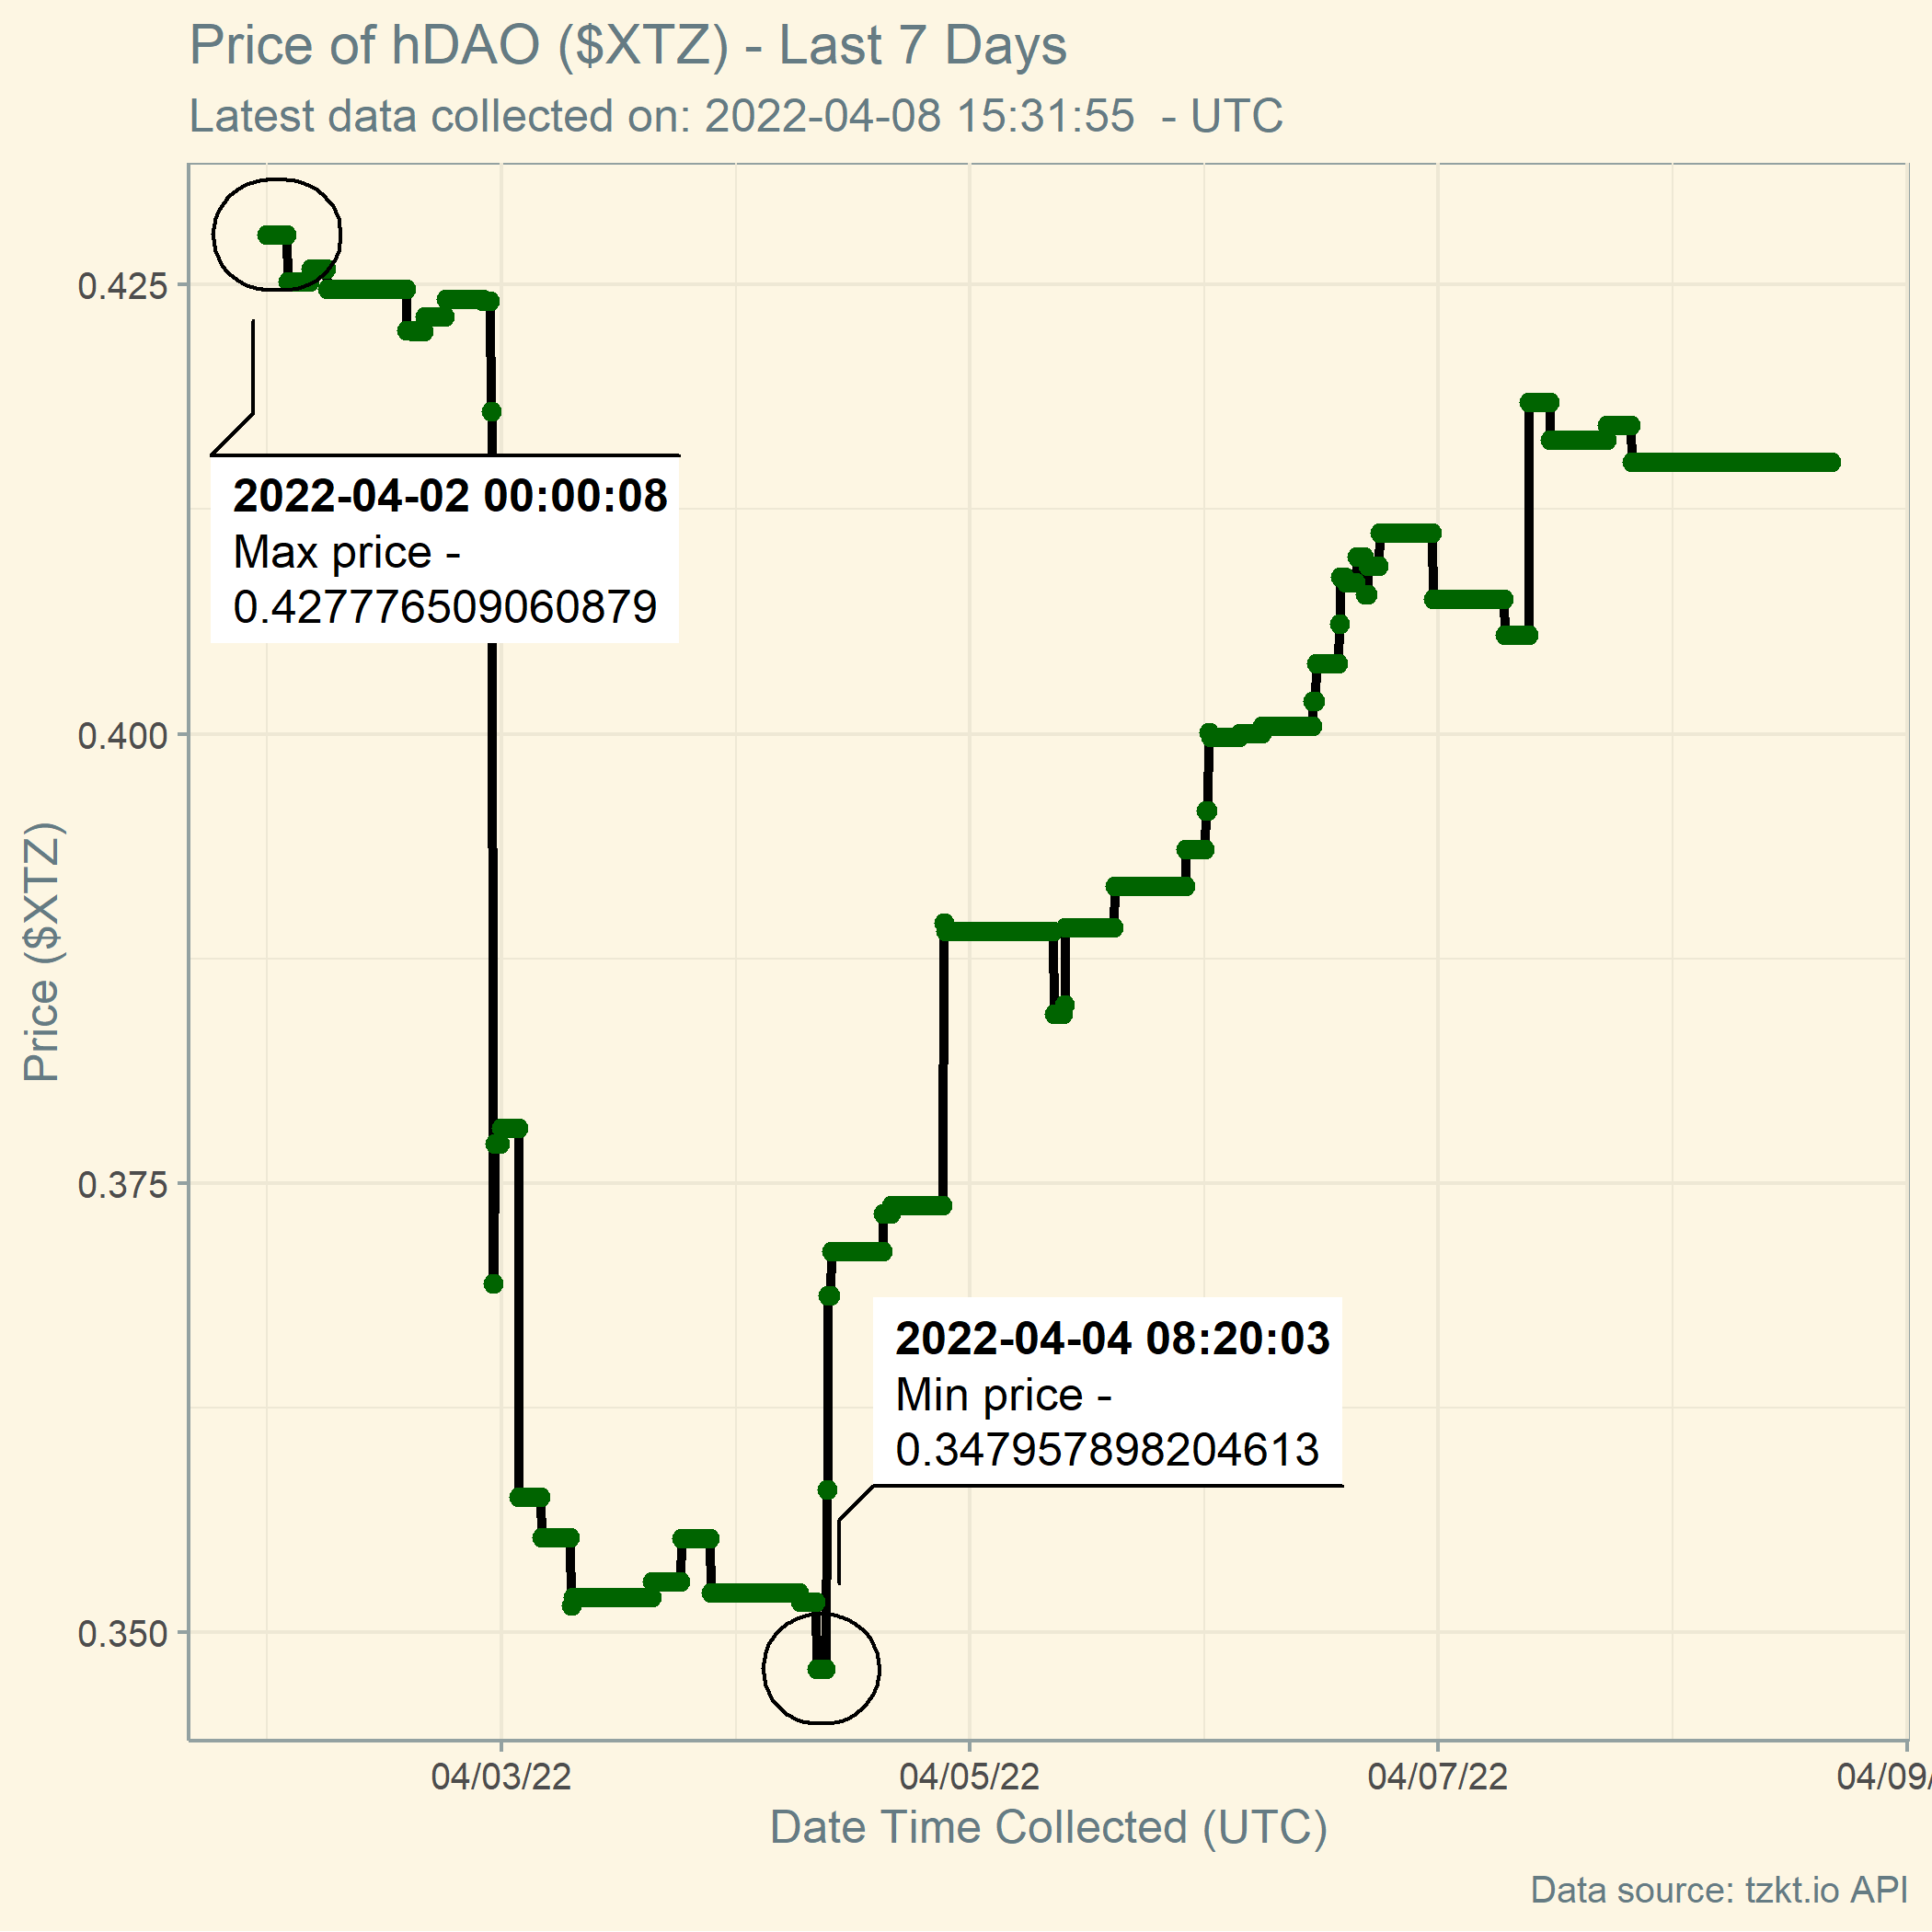 Price of hDAO ($XTZ) - Last 7 Days
Latest data collected on: 2022-04-08 15:31:55  - UTC
0.425
2022-04-02 00:00:08
Max price -
0.427776509060879
0.400
Price ($XTZ)
0.375
2022-04-04 08:20:03
Min price -
0.347957898204613
0.350
04/03/22
04/05/22
04/07/22
04/09/
Date Time Collected (UTC)
Data source: tzkt.io API